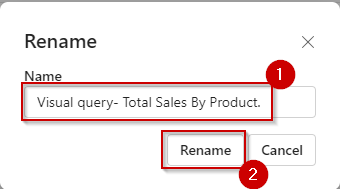 Rename
Name
1
Visual query- Total Sales By Product.
Rename Cancel
2